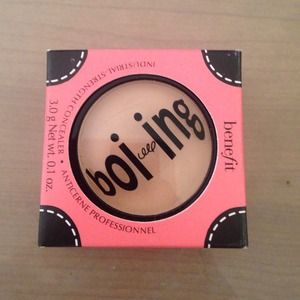 benefit
boi-ing
INDUSTRIAL-STRENGTH CONCEALER • ANTICERNE PROFESSIONNEL
3.0 g Net wt. 0.1 oz.